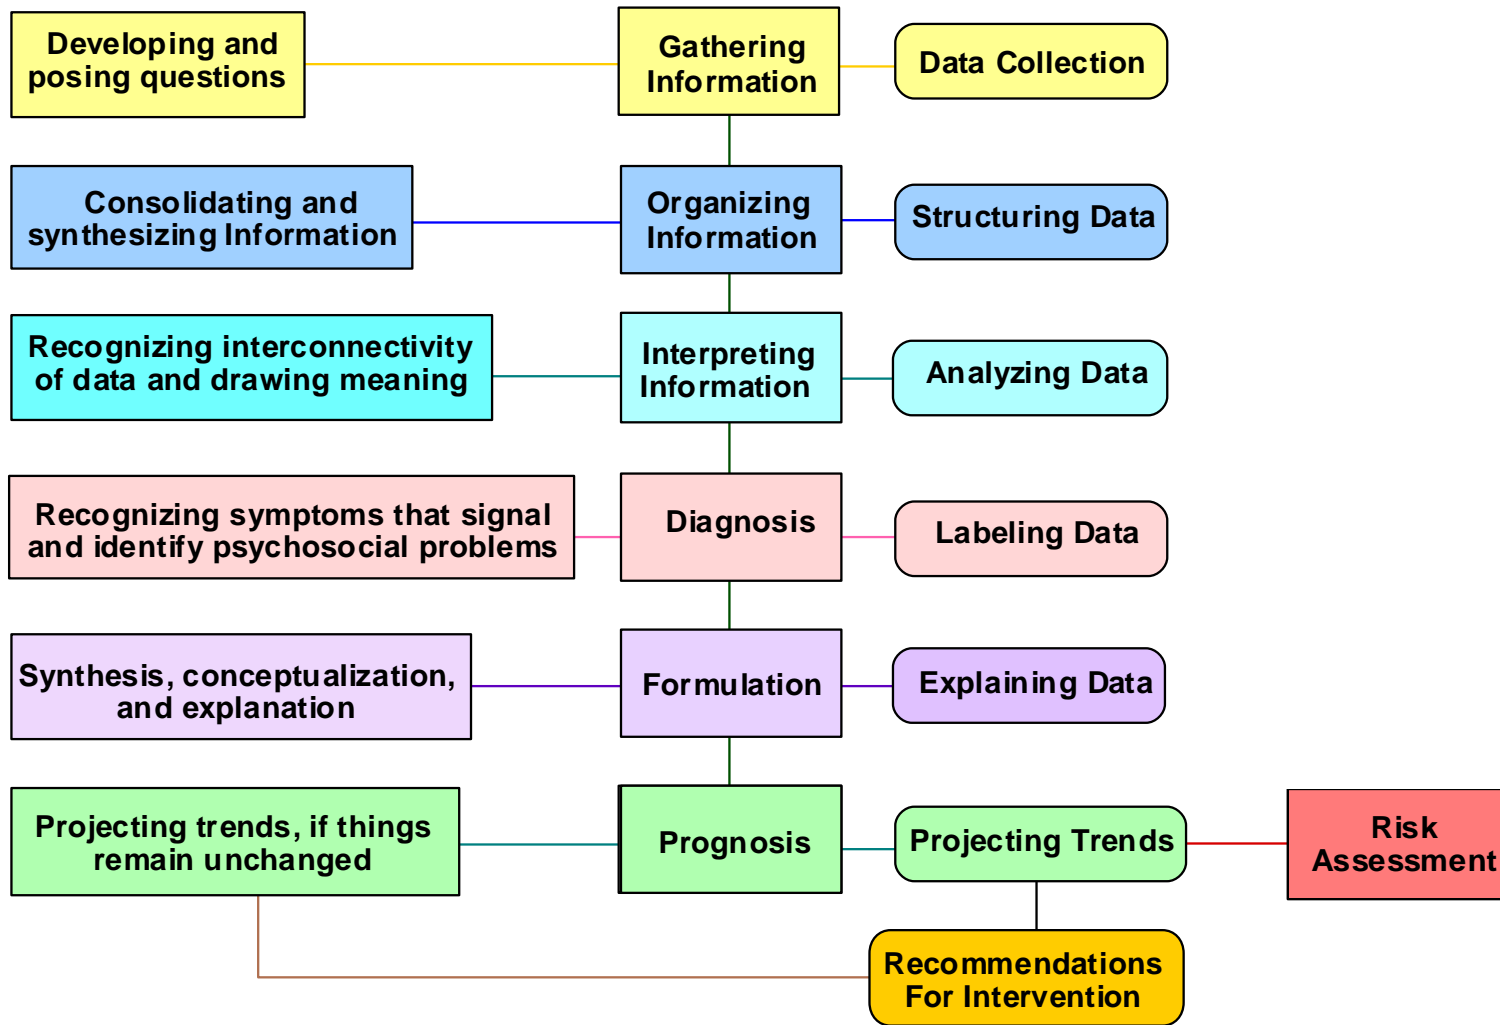 Developing and
posing questions
Gathering
Information
Data Collection
Consolidating and
synthesizing Information
Organizing
Information
Structuring Data
Recognizing interconnectivity
of data and drawing meaning
Interpreting
Information
Analyzing Data
Recognizing symptoms that signal
and identify psychosocial problems
Diagnosis
Labeling Data
Synthesis, conceptualization,
and explanation
Formulation
Explaining Data
Projecting trends, if things
remain unchanged
Prognosis
Projecting Trends
Risk
Assessment
Recommendations
For Intervention